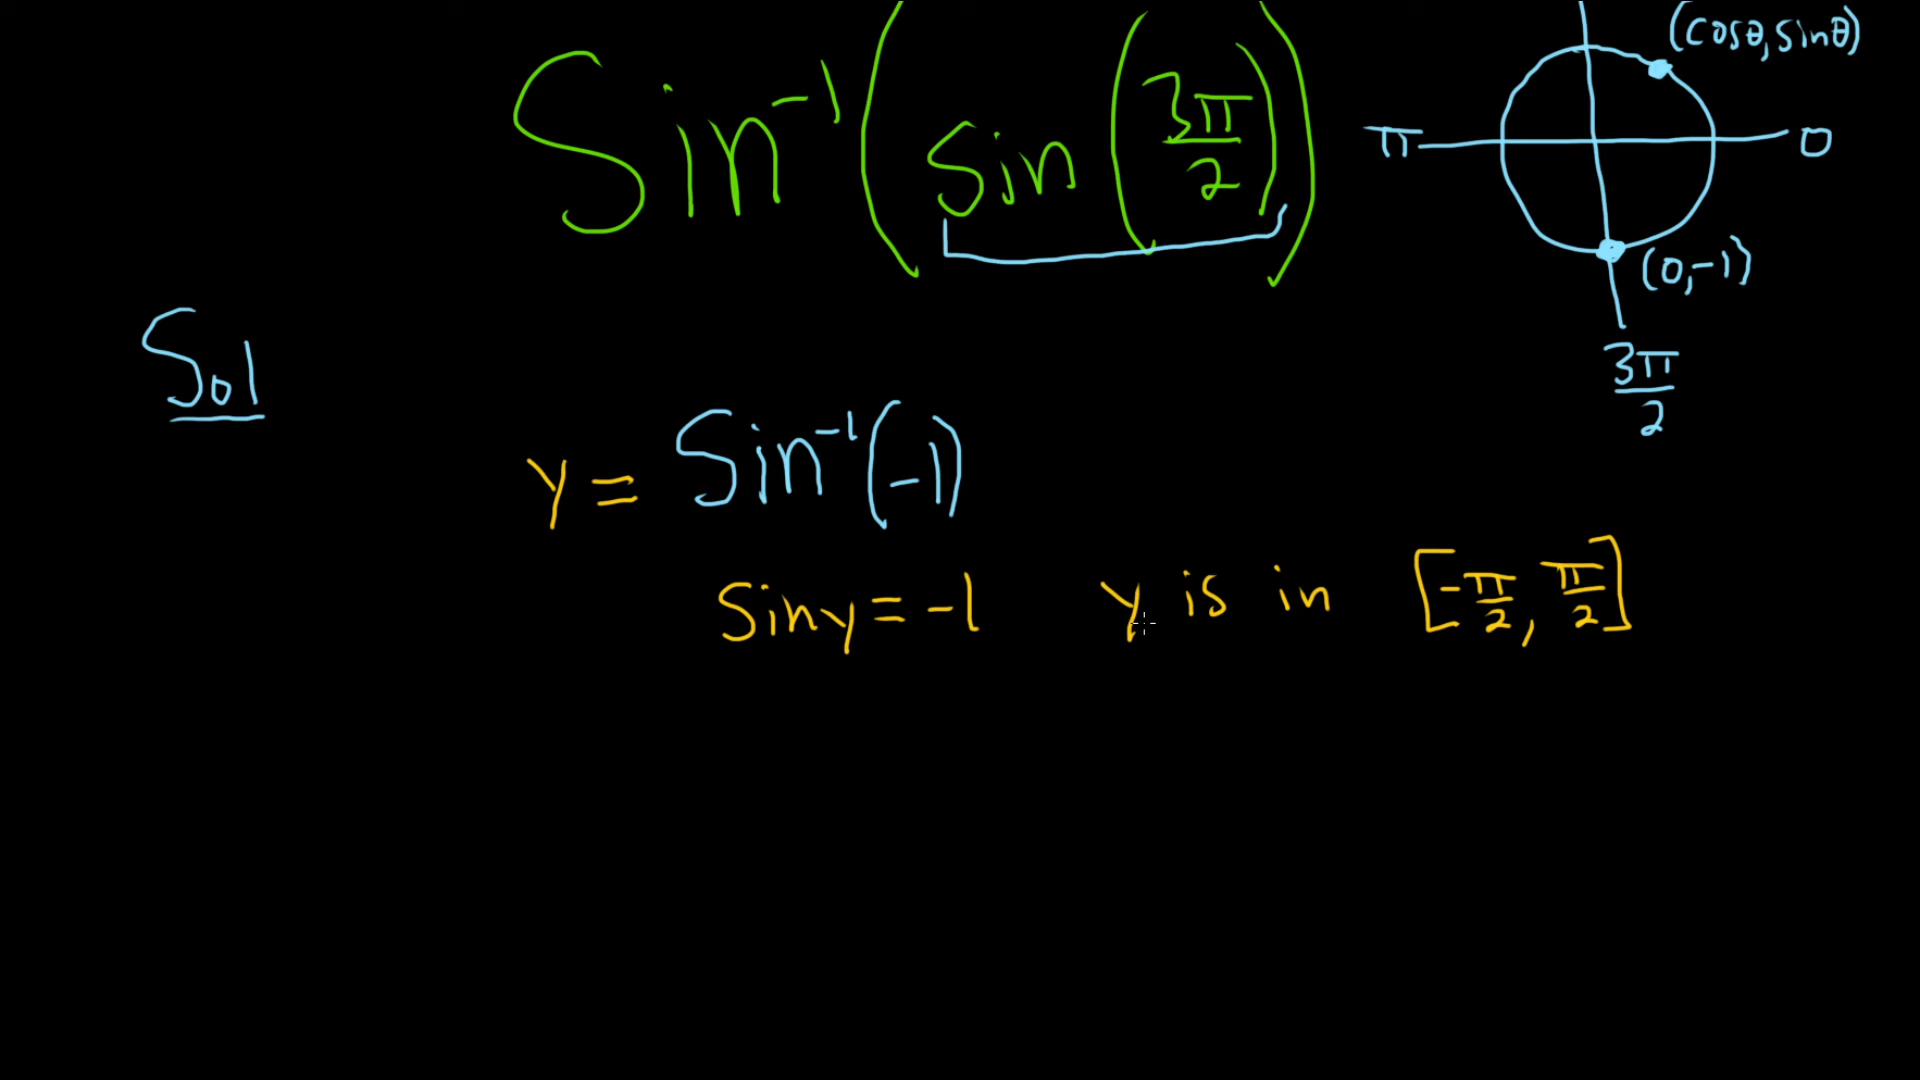 Sin⁻¹(sin(3π/2))
(cosθ, sinθ)
π
0
(0,-1)
3π/2
Sol
y = Sin⁻¹(-1)
Siny = -1 y is in [-π/2, π/2]